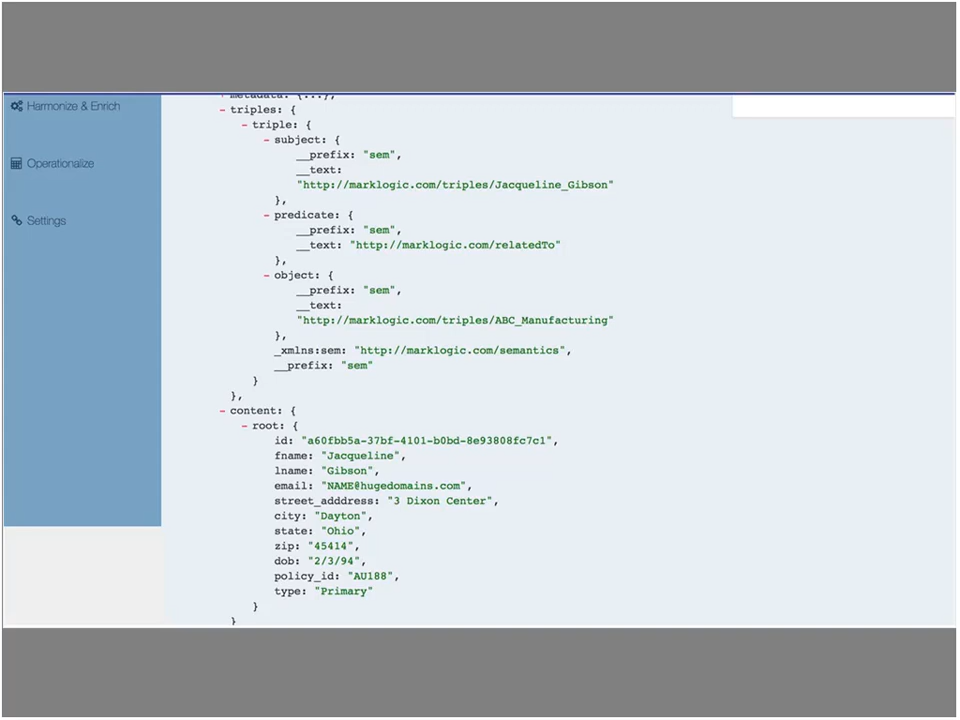 Harmonize & Enrich
Operationalize
Settings
metadata: {...},
- triples: {
- triple: {
- subject: {
__prefix: "sem",
__text:
"http://marklogic.com/triples/Jacqueline_Gibson"
},
- predicate: {
__prefix: "sem",
__text: "http://marklogic.com/relatedTo"
},
- object: {
__prefix: "sem",
__text:
"http://marklogic.com/triples/ABC_Manufacturing"
},
_xmlns:sem: "http://marklogic.com/semantics",
__prefix: "sem"
}
},
- content: {
- root: {
id: "a60fbb5a-37bf-4101-b0bd-8e93808fc7c1",
fname: "Jacqueline",
lname: "Gibson",
email: "NAME@hugedomains.com",
street_adddress: "3 Dixon Center",
city: "Dayton",
state: "Ohio",
zip: "45414",
dob: "2/3/94",
policy_id: "AU188",
type: "Primary"
}
}